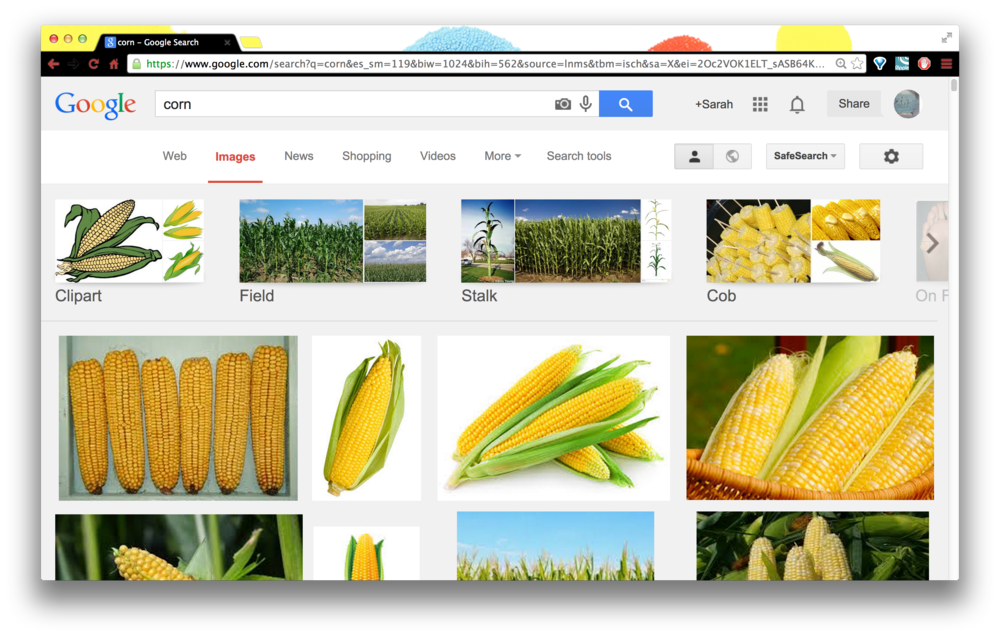 corn – Google Search
https://www.google.com/search?q=corn&es_sm=119&biw=1024&bih=562&source=lnms&tbm=isch&sa=X&ei=2Oc2VOK1ELT_sASB64K...
Google corn +Sarah Share
Web Images News Shopping Videos More Search tools SafeSearch
Clipart Field Stalk Cob On F